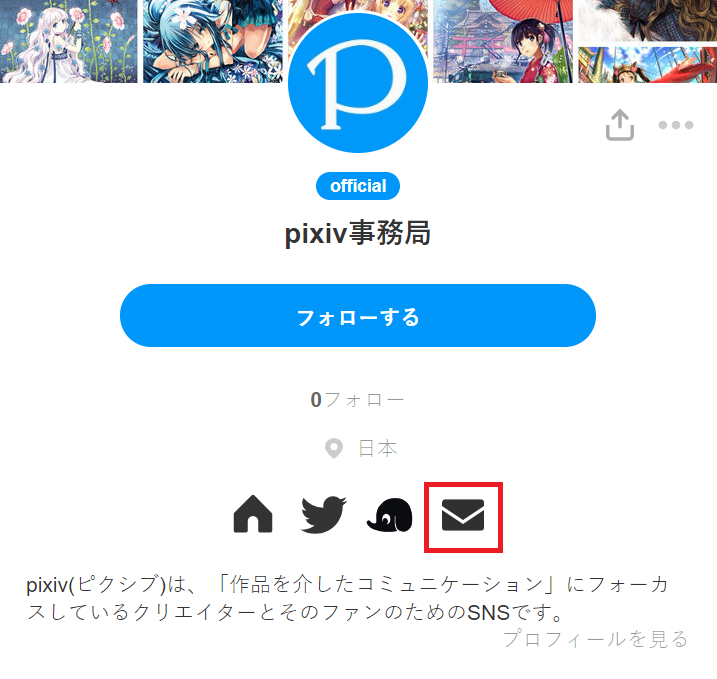 P
official
pixiv事務局
フォローする
0フォロー
日本
pixiv(ピクシブ)は、「作品を介したコミュニケーション」にフォーカ
スしているクリエイターとそのファンのためのSNSです。
プロフィールを見る